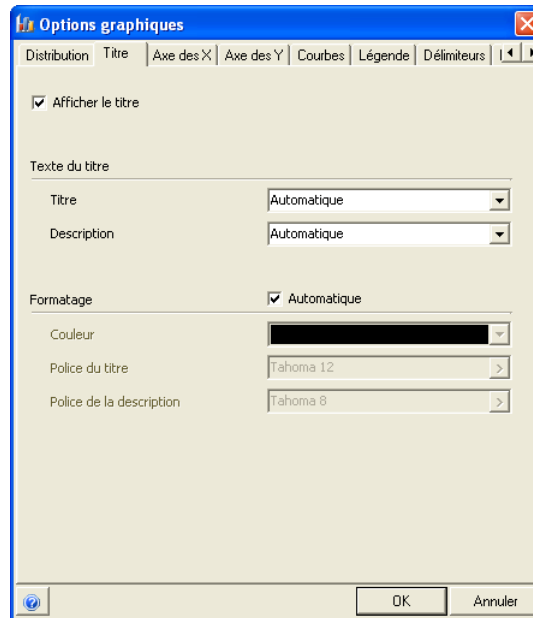 Options graphiques
Distribution Titre Axe des X Axe des Y Courbes Légende Délimiteurs
Afficher le titre
Texte du titre
Titre Automatique
Description Automatique
Formatage Automatique
Couleur
Police du titre Tahoma 12
Police de la description Tahoma 8
OK Annuler